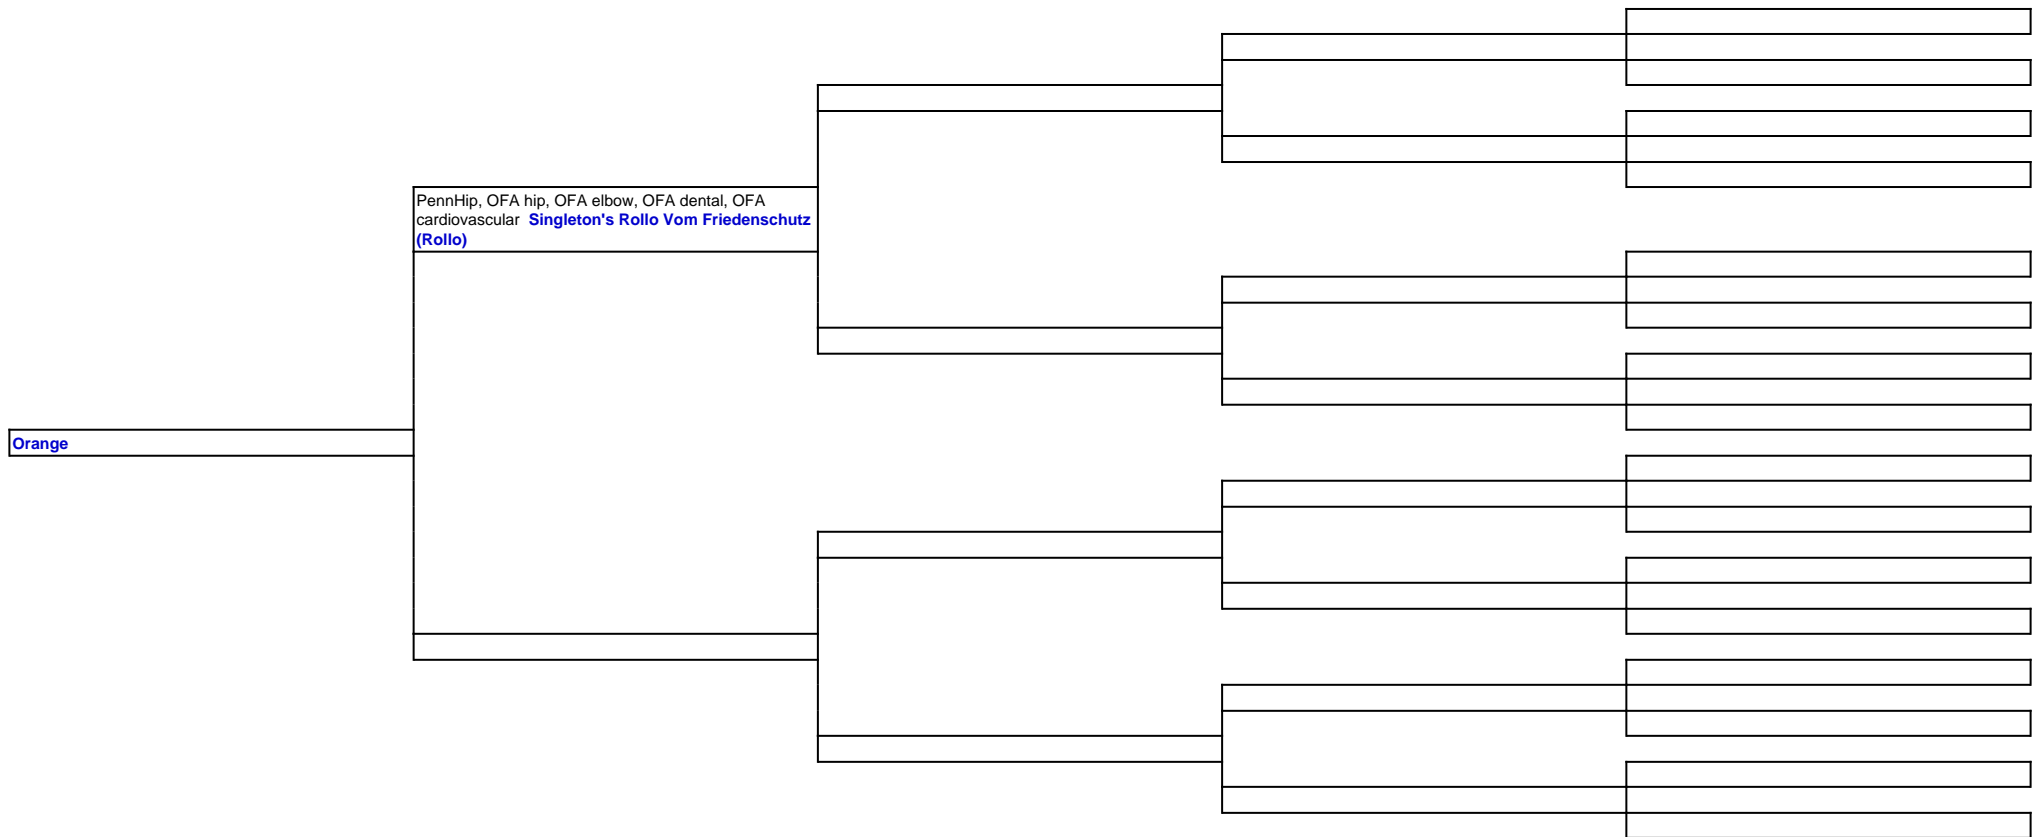 PennHip, OFA hip, OFA elbow, OFA dental, OFA
cardiovascular  Singleton's Rollo Vom Friedenschutz
(Rollo)
Orange